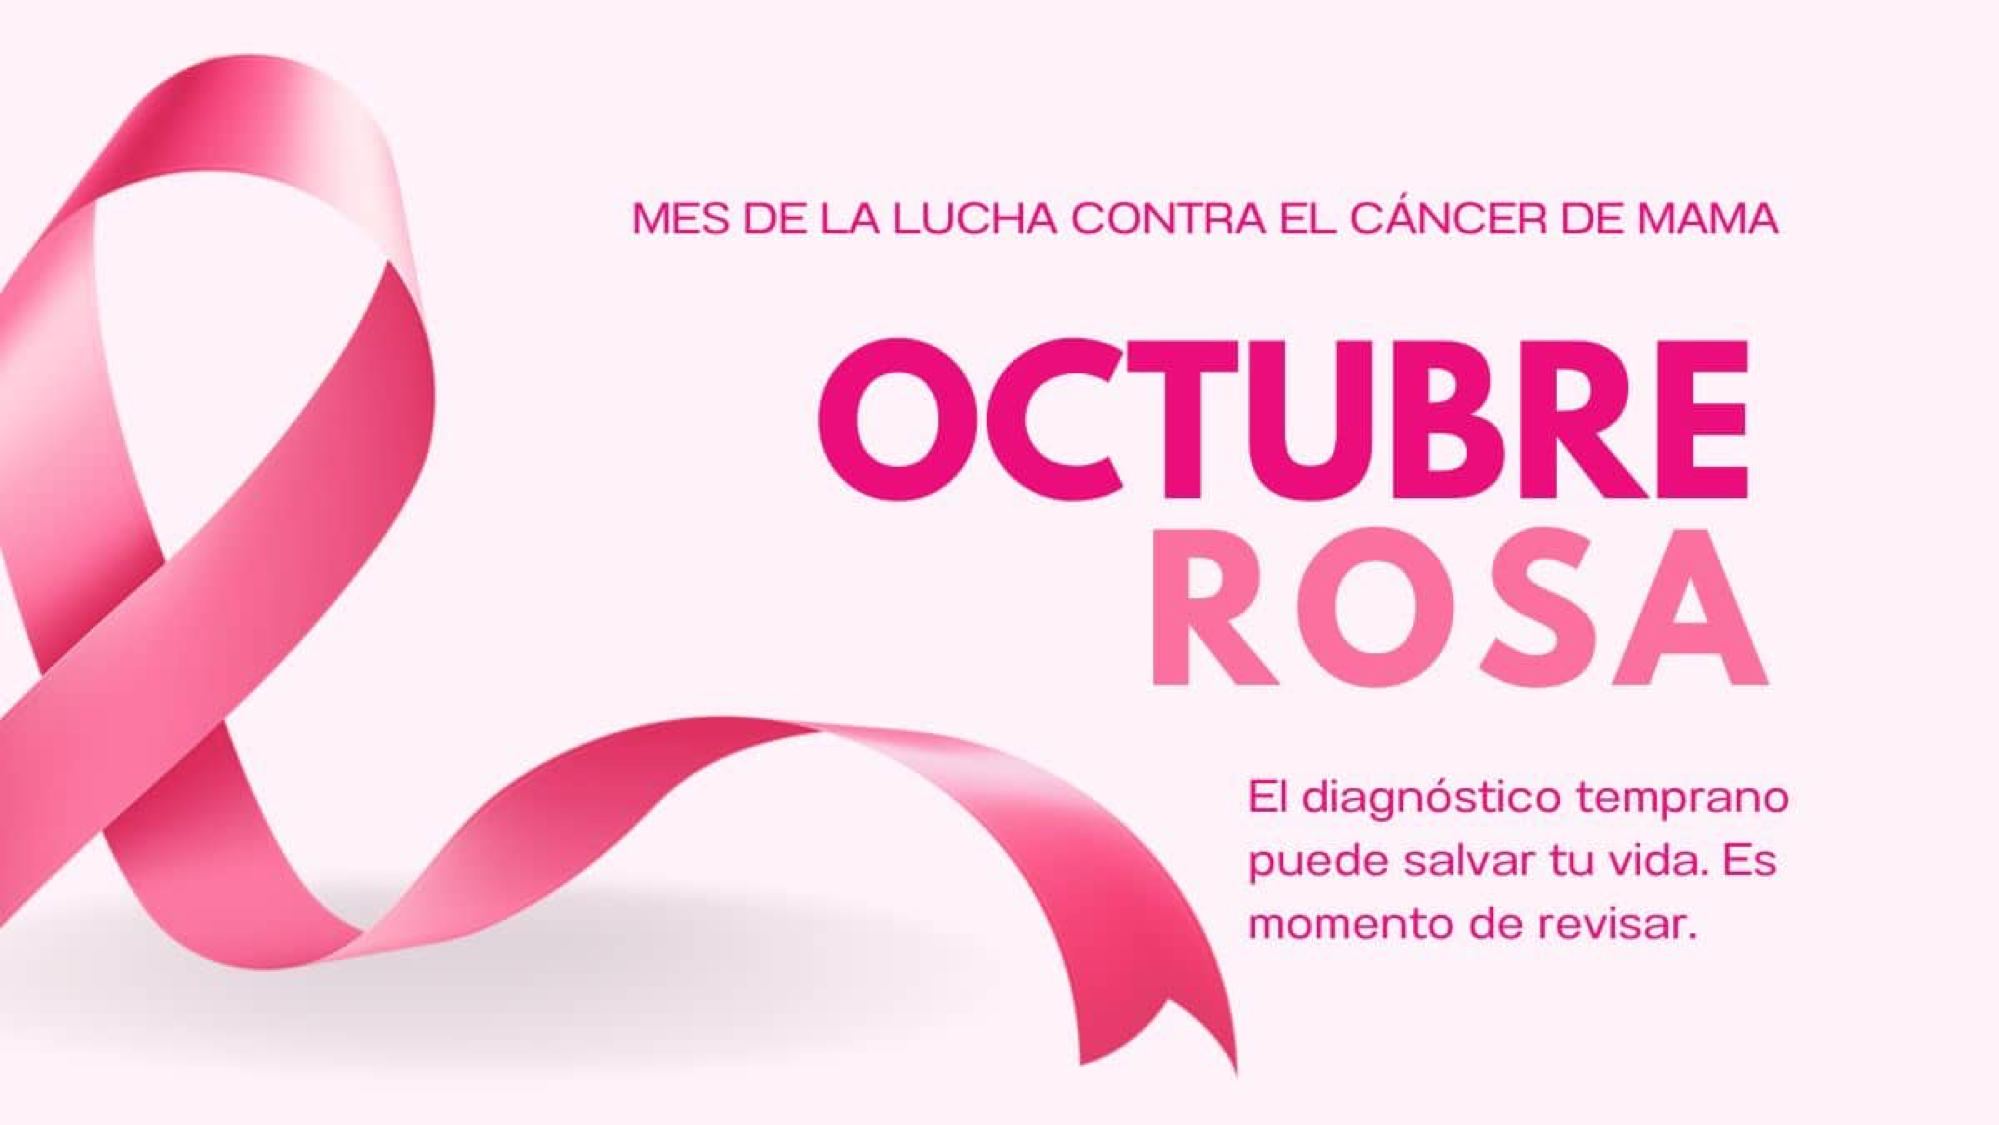 MES DE LA LUCHA CONTRA EL CÁNCER DE MAMA
OCTUBRE
ROSA
El diagnóstico temprano
puede salvar tu vida. Es
momento de revisar.